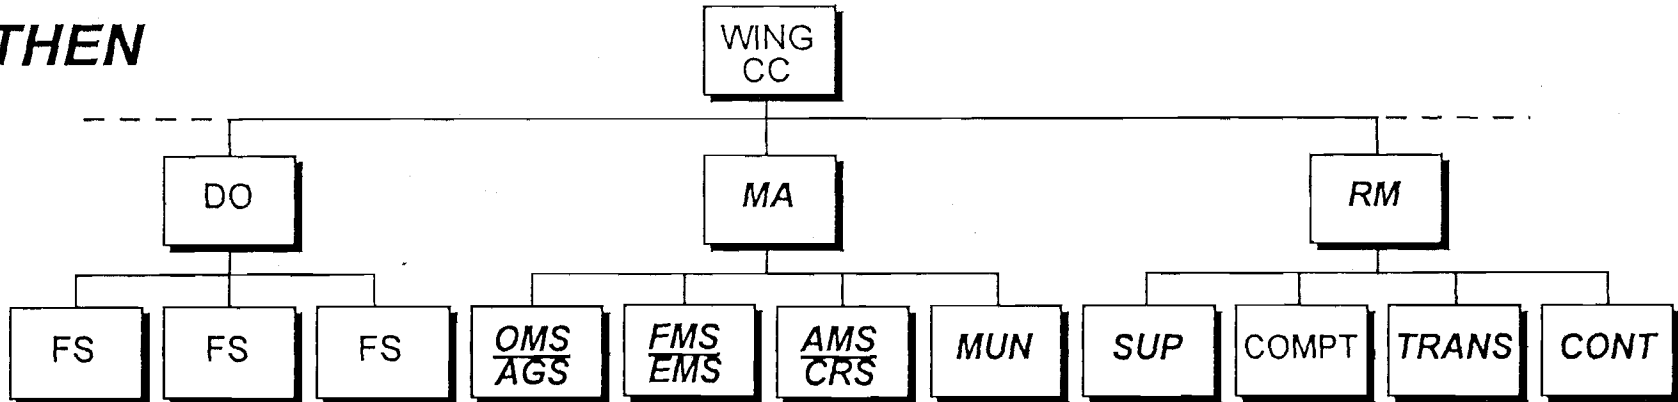 THEN
WING
CC
DO
MA
RM
FS
FS
FS
OMS
AGS
FMS
EMS
AMS
CRS
MUN
SUP
COMPT
TRANS
CONT